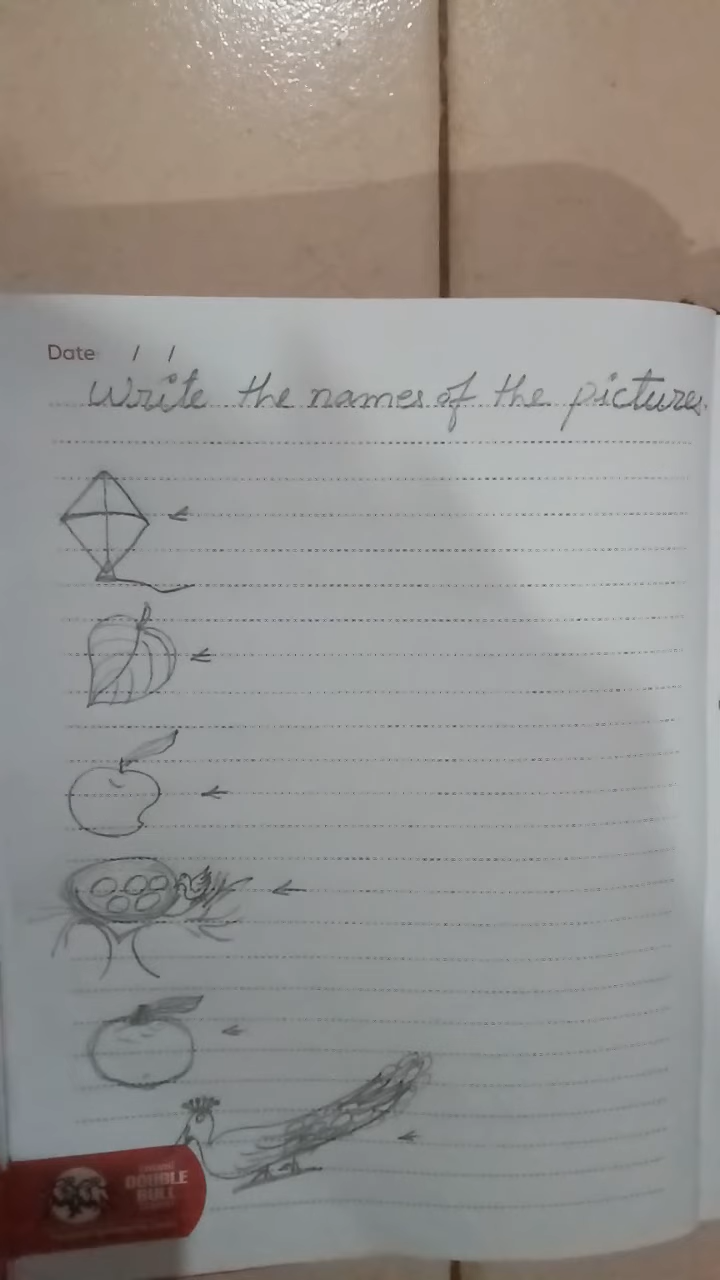 Date / /
Write the names of the pictures.
DOUBLE
BULL